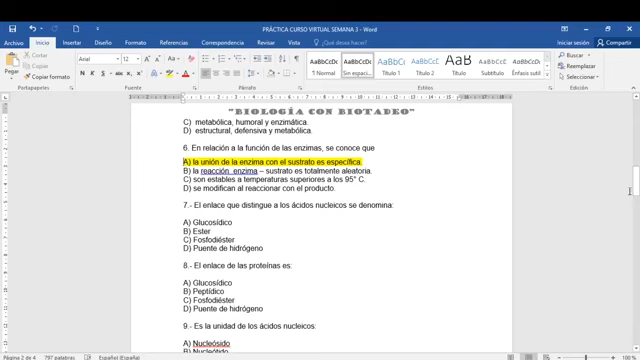 PRÁCTICA CURSO VIRTUAL SEMANA 3 - Word
Archivo Inicio Insertar Diseño Formato Referencias Correspondencia Revisar Vista ¿Qué desea hacer? Iniciar sesión Compartir
Pegar
Cortar
Copiar
Copiar formato
Portapapeles
Arial 12
Fuente
Párrafo
AaBbCcDc AaBbCcDc AaBbCc AaBbCcC AaB AaBbCcC AaBbCcDc
1 Normal Sin espaci... Título 1 Título 2 Título Subtítulo Énfasis sutil
Estilos
Buscar
Reemplazar
Seleccionar
Edición
"BIOLOGÍA CON BIOTADEO"
C) metabólica, humoral y enzimática.
D) estructural, defensiva y metabólica.
6. En relación a la función de las enzimas, se conoce que
A) la unión de la enzima con el sustrato es específica.
B) la reacción enzima – sustrato es totalmente aleatoria.
C) son estables a temperaturas superiores a los 95° C.
D) se modifican al reaccionar con el producto.
7.- El enlace que distingue a los ácidos nucleicos se denomina:
A) Glucosídico
B) Ester
C) Fosfodiéster
D) Puente de hidrógeno
8.- El enlace de las proteínas es:
A) Glucosídico
B) Peptídico
C) Fosfodiéster
D) Puente de hidrógeno
9.- Es la unidad de los ácidos nucleicos:
A) Nucleósido
B) Nucleótido
Página 2 de 4 797 palabras Español (España) 100 %